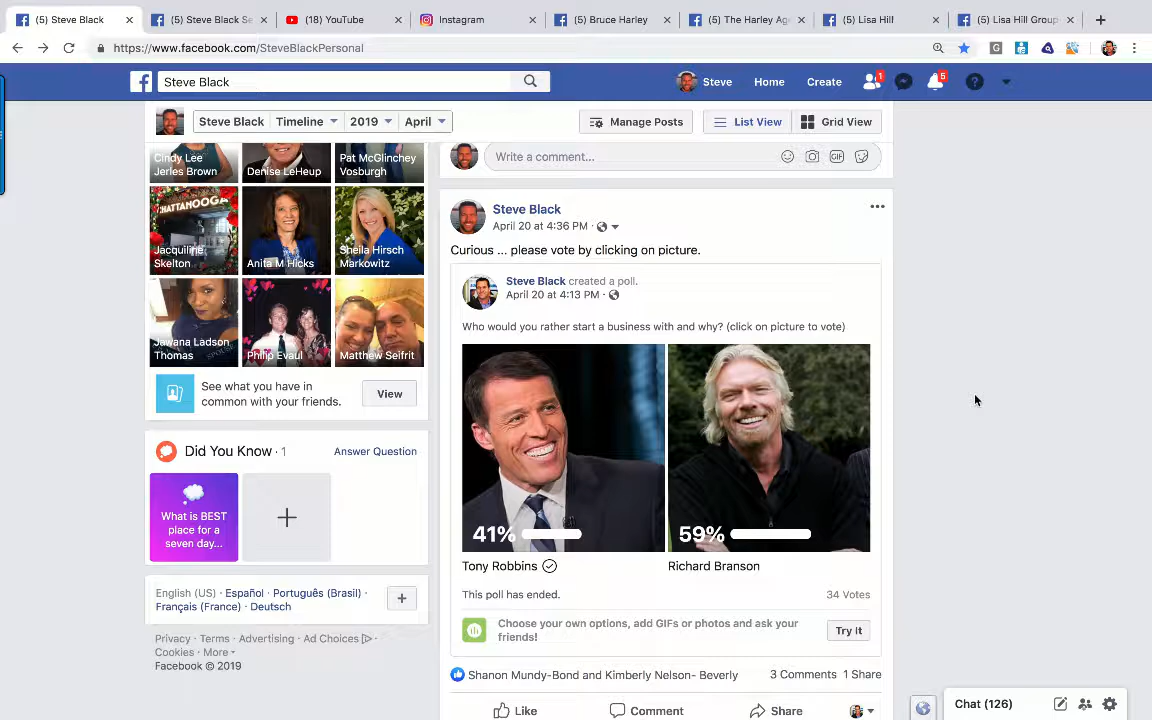 (5) Steve Black
(5) Steve Black Se
(18) YouTube
Instagram
(5) Bruce Harley
(5) The Harley Ag
(5) Lisa Hill
(5) Lisa Hill Group
https://www.facebook.com/SteveBlackPersonal
Steve Black
Steve
Home
Create
1
5
Steve Black
Timeline
2019
April
Manage Posts
List View
Grid View
Cindy Lee
Jerles Brown
Denise LeHeup
Pat McGlinchey
Vosburgh
CHATTANOOGA
Jacquiline
Skelton
Anita M Hicks
Sheila Hirsch
Markowitz
Jawana Ladson
Thomas
Philip Evaul
Matthew Seifrit
See what you have in
common with your friends.
View
Did You Know · 1
Answer Question
What is BEST
place for a
seven day...
English (US) · Español · Português (Brasil) ·
Français (France) · Deutsch
Privacy · Terms · Advertising · Ad Choices ·
Cookies · More
Facebook © 2019
Write a comment...
GIF
Steve Black
April 20 at 4:36 PM ·
Curious ... please vote by clicking on picture.
Steve Black created a poll.
April 20 at 4:13 PM ·
Who would you rather start a business with and why? (click on picture to vote)
41%
59%
Tony Robbins
Richard Branson
This poll has ended.
34 Votes
Choose your own options, add GIFs or photos and ask your
friends!
Try It
Shanon Mundy-Bond and Kimberly Nelson- Beverly
3 Comments 1 Share
Like
Comment
Share
Chat (126)